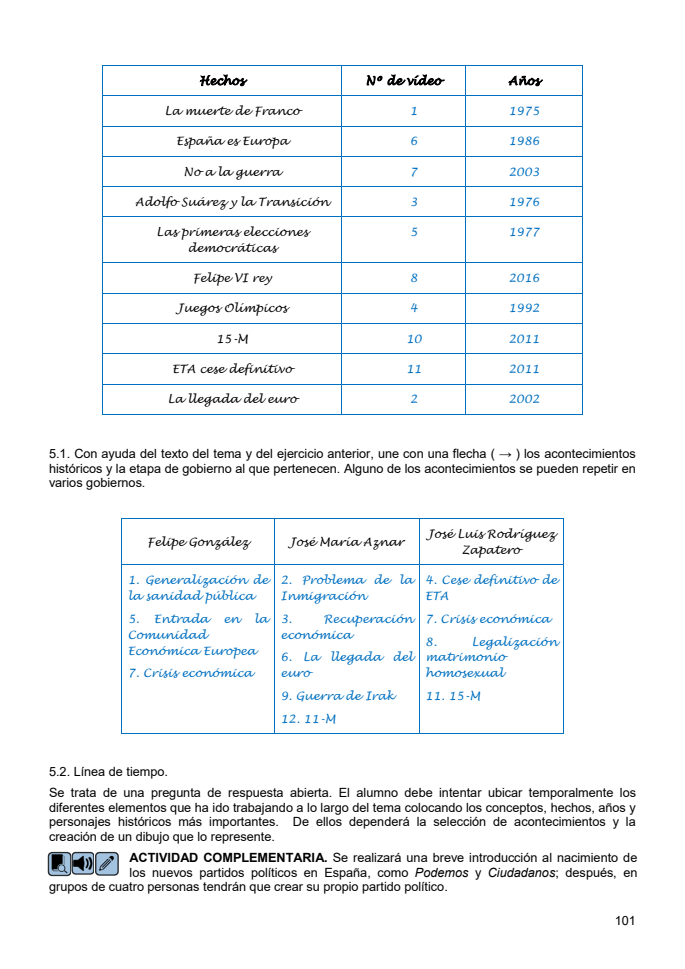 Hechos Nº de vídeo Años
La muerte de Franco 1 1975
España es Europa 6 1986
No a la guerra 7 2003
Adolfo Suárez y la Transición 3 1976
Las primeras elecciones democráticas 5 1977
Felipe VI rey 8 2016
Juegos Olímpicos 4 1992
15-M 10 2011
ETA cese definitivo 11 2011
La llegada del euro 2 2002
5.1. Con ayuda del texto del tema y del ejercicio anterior, une con una flecha ( → ) los acontecimientos
históricos y la etapa de gobierno al que pertenecen. Alguno de los acontecimientos se pueden repetir en
varios gobiernos.
Felipe González
José María Aznar
José Luis Rodríguez
Zapatero
1. Generalización de
la sanidad pública
5. Entrada en la
Comunidad
Económica Europea
7. Crisis económica
2. Problema de la
Inmigración
3. Recuperación
económica
6. La llegada del
euro
9. Guerra de Irak
12. 11-M
4. Cese definitivo de
ETA
7. Crisis económica
8. Legalización
matrimonio
homosexual
11. 15-M
5.2. Línea de tiempo.
Se trata de una pregunta de respuesta abierta. El alumno debe intentar ubicar temporalmente los
diferentes elementos que ha ido trabajando a lo largo del tema colocando los conceptos, hechos, años y
personajes históricos más importantes. De ellos dependerá la selección de acontecimientos y la
creación de un dibujo que lo represente.
ACTIVIDAD COMPLEMENTARIA. Se realizará una breve introducción al nacimiento de
los nuevos partidos políticos en España, como Podemos y Ciudadanos; después, en
grupos de cuatro personas tendrán que crear su propio partido político.
101